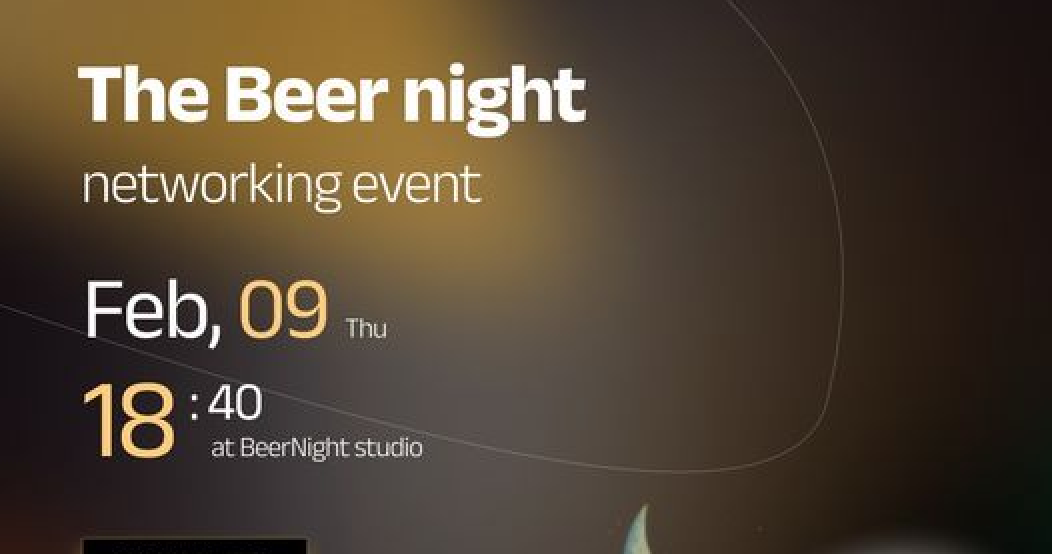 The Beer night
networking event
Feb, 09 Thu
18 : 40
at BeerNight studio